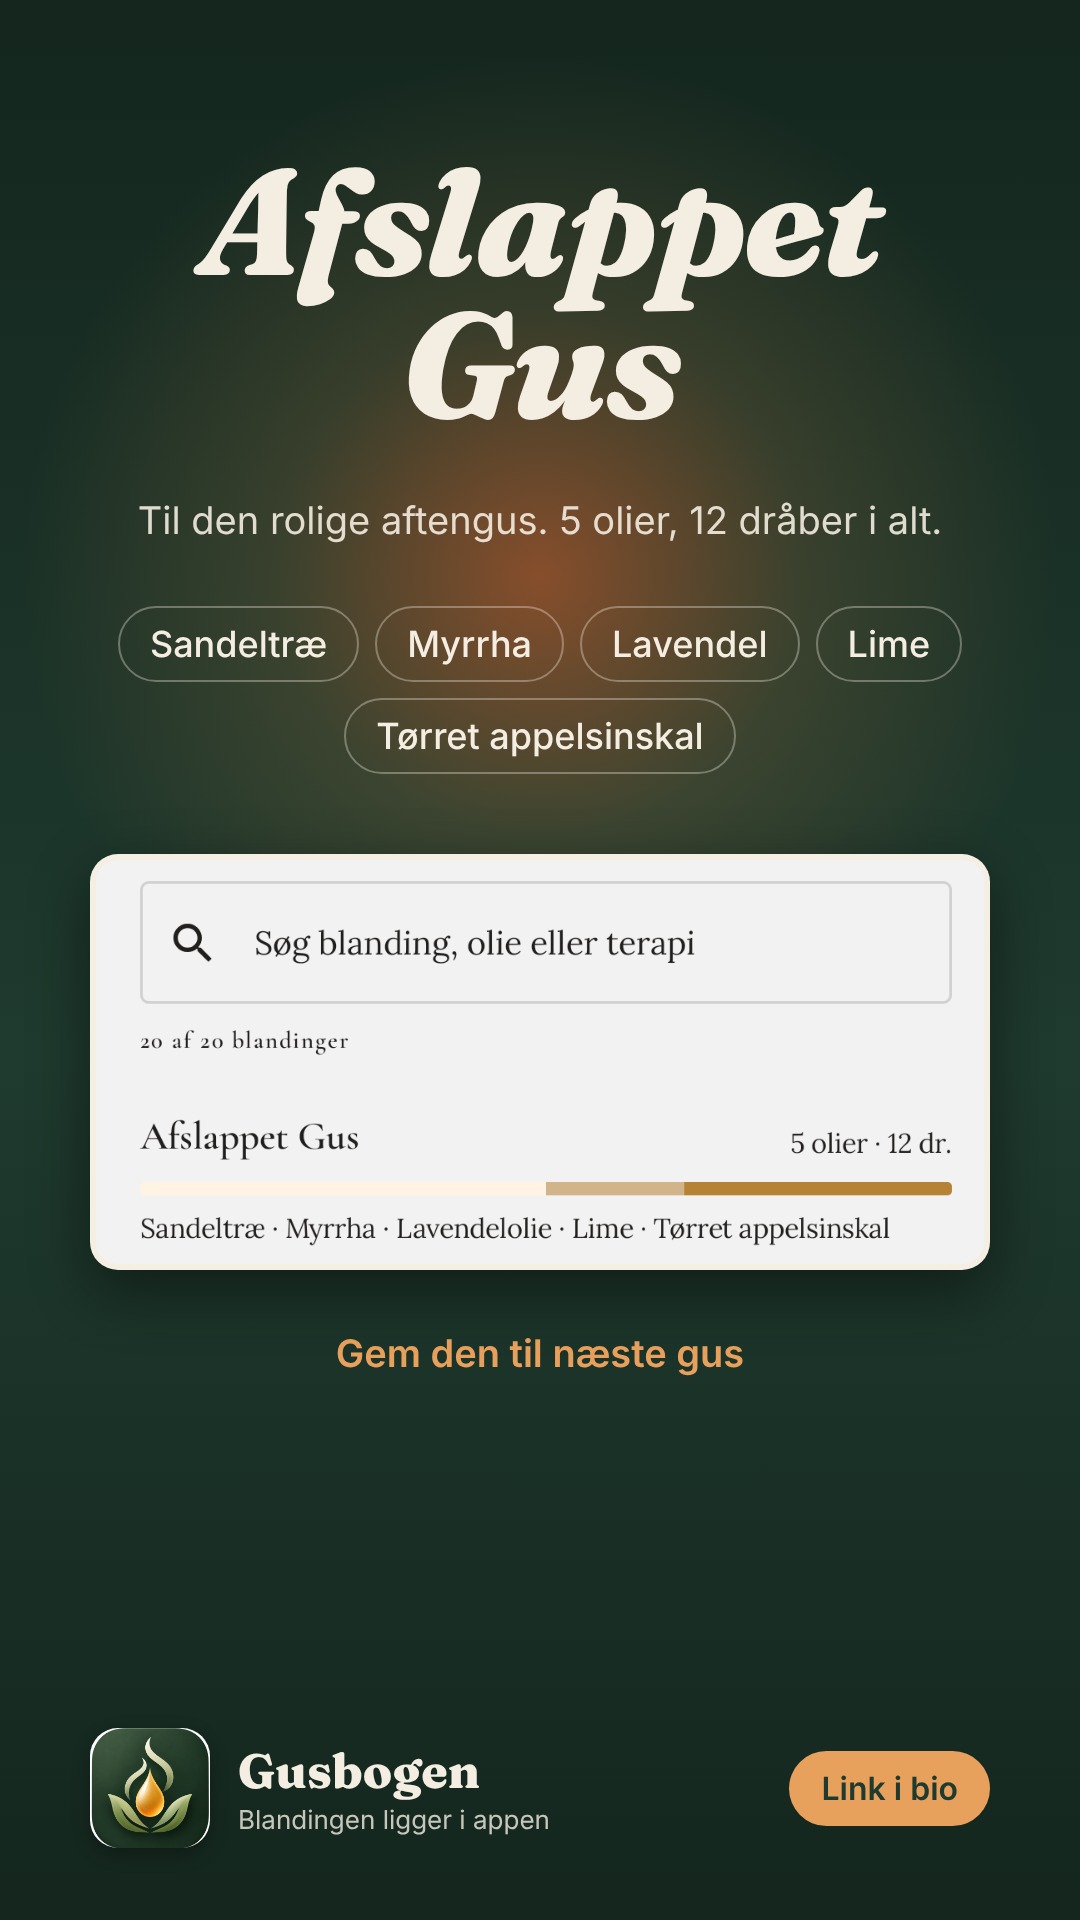 Afslappet
Gus
Til den rolige aftengus. 5 olier, 12 dråber i alt.
Sandeltræ Myrrha Lavendel Lime
Tørret appelsinskal
Søg blanding, olie eller terapi
20 af 20 blandinger
Afslappet Gus 5 olier · 12 dr.
Sandeltræ · Myrrha · Lavendelolie · Lime · Tørret appelsinskal
Gem den til næste gus
Gusbogen
Blandingen ligger i appen
Link i bio